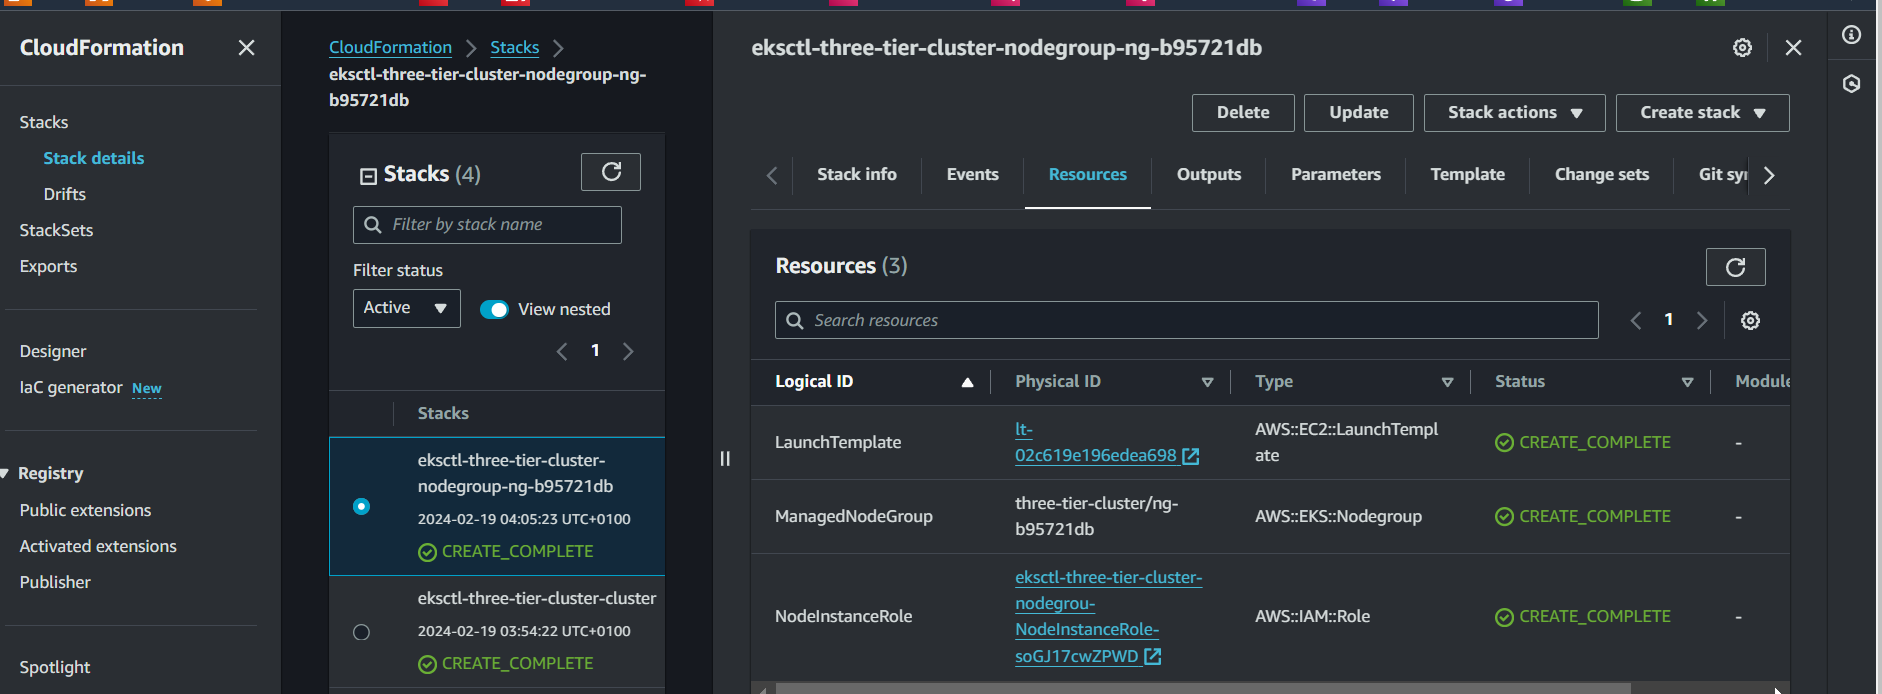 CloudFormation
Stacks
Stack details
Drifts
StackSets
Exports
Designer
IaC generator New
Registry
Public extensions
Activated extensions
Publisher
Spotlight
CloudFormation
Stacks
eksctl-three-tier-cluster-nodegroup-ng-
b95721db
Stacks (4)
Filter by stack name
Filter status
Active
View nested
1
Stacks
eksctl-three-tier-cluster-
nodegroup-ng-b95721db
2024-02-19 04:05:23 UTC+0100
CREATE_COMPLETE
eksctl-three-tier-cluster-cluster
2024-02-19 03:54:22 UTC+0100
CREATE_COMPLETE
eksctl-three-tier-cluster-nodegroup-ng-b95721db
Delete
Update
Stack actions
Create stack
Stack info
Events
Resources
Outputs
Parameters
Template
Change sets
Git
Resources (3)
Search resources
1
Logical ID
Physical ID
Type
Status
Module
LaunchTemplate
lt-
02c619e196edea698
AWS::EC2::LaunchTempl
ate
CREATE_COMPLETE
-
ManagedNodeGroup
three-tier-cluster/ng-
b95721db
AWS::EKS::Nodegroup
CREATE_COMPLETE
-
NodeInstanceRole
eksctl-three-tier-cluster-
nodegrou-
NodeInstanceRole-
soGJ17cwZPWD
AWS::IAM::Role
CREATE_COMPLETE
-